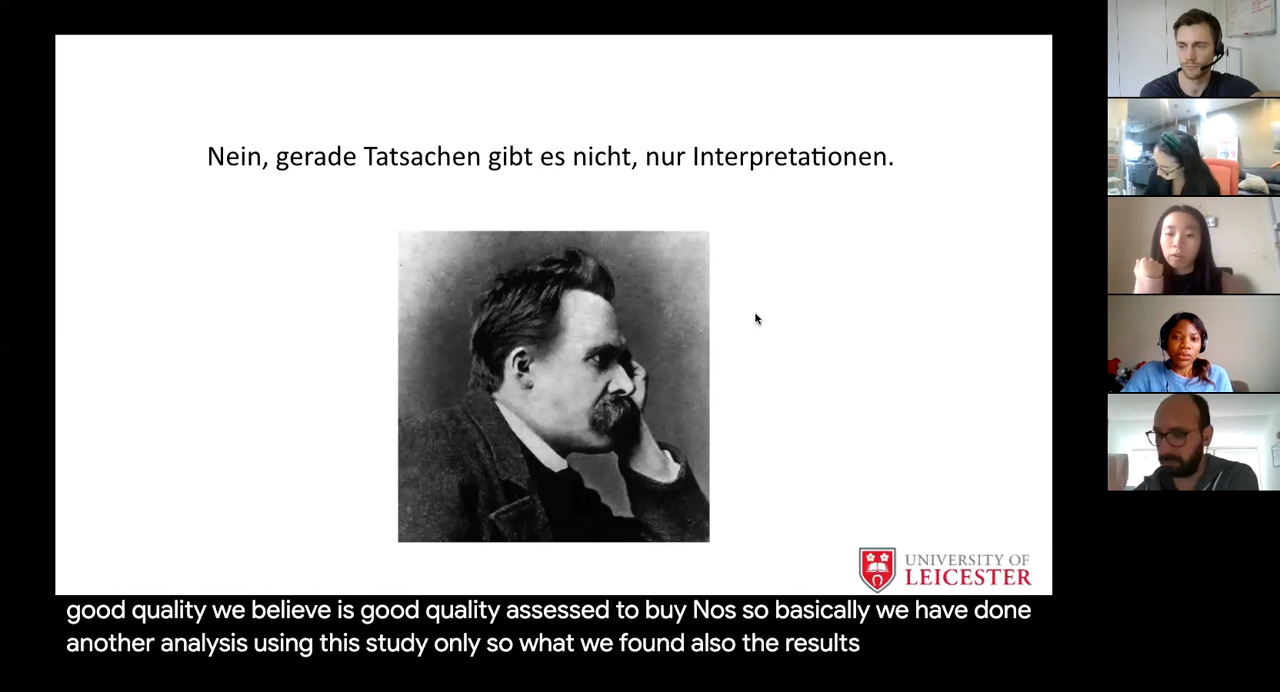 Nein, gerade Tatsachen gibt es nicht, nur Interpretationen.
UNIVERSITY OF
LEICESTER
good quality we believe is good quality assessed to buy Nos so basically we have done
another analysis using this study only so what we found also the results